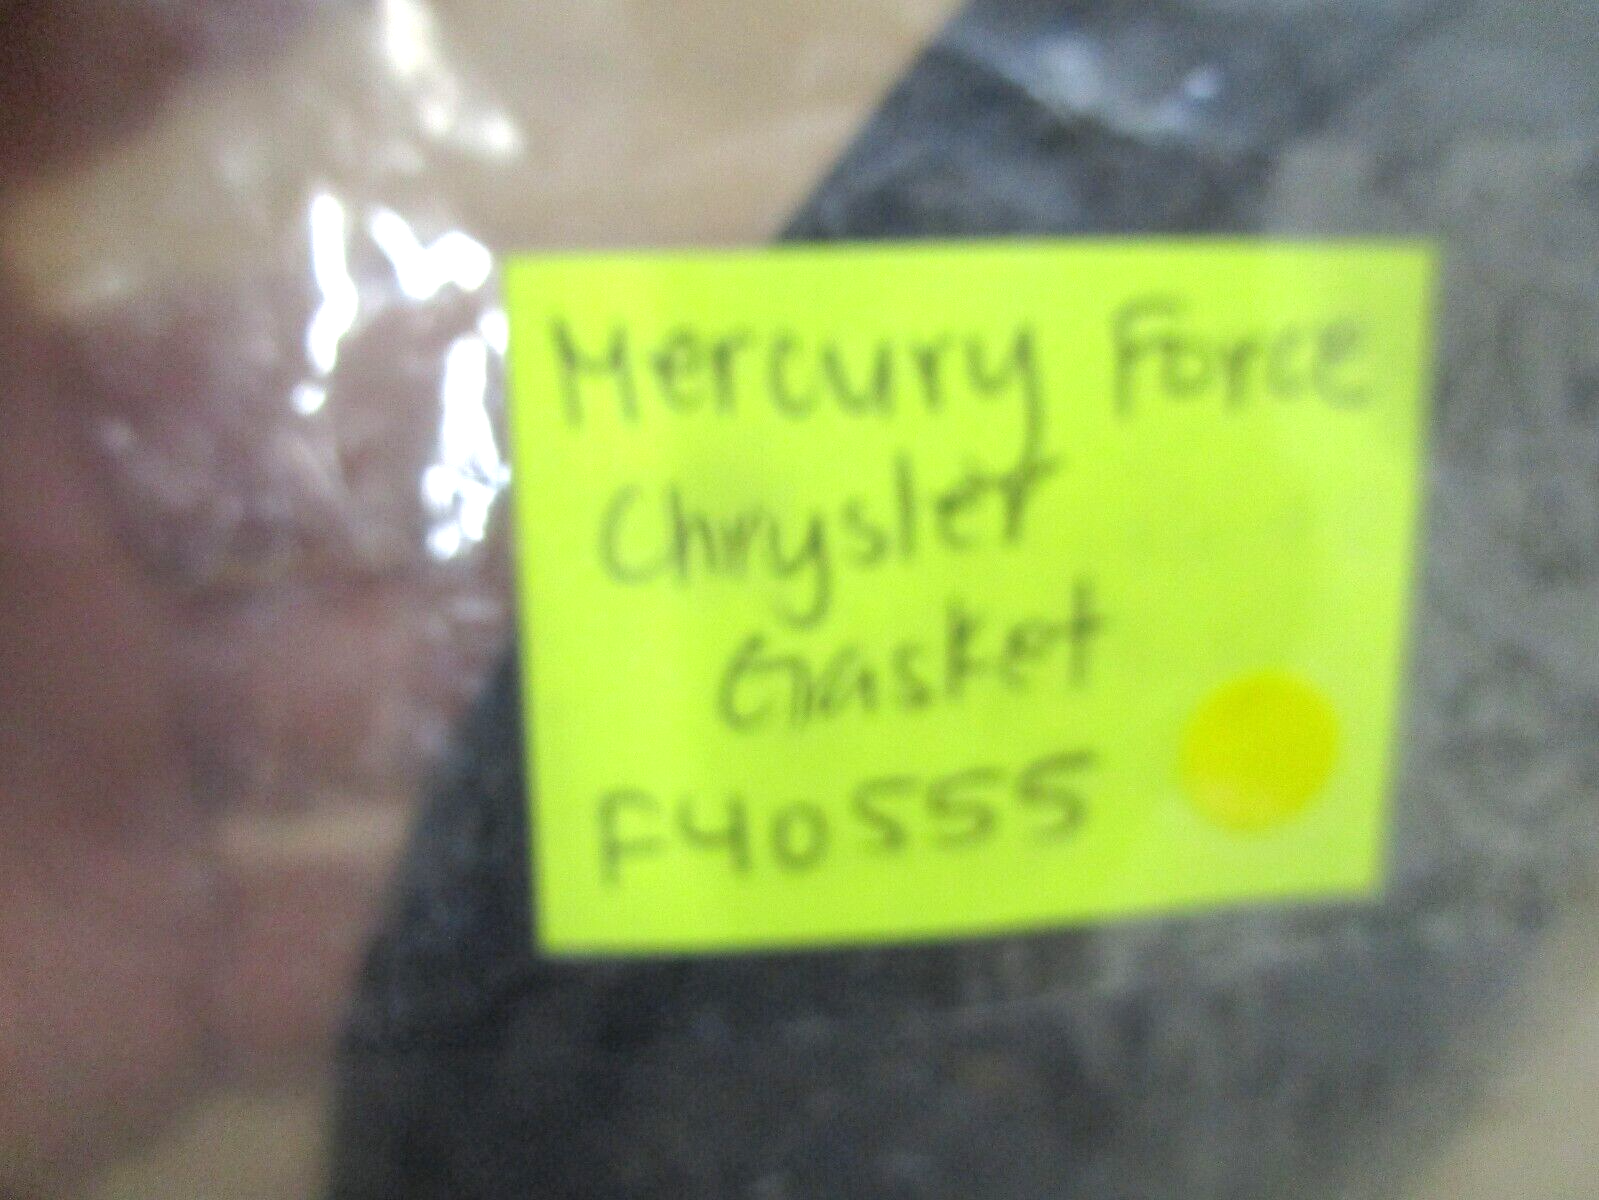 Mercury Force
Chrysler
Gasket
F40555